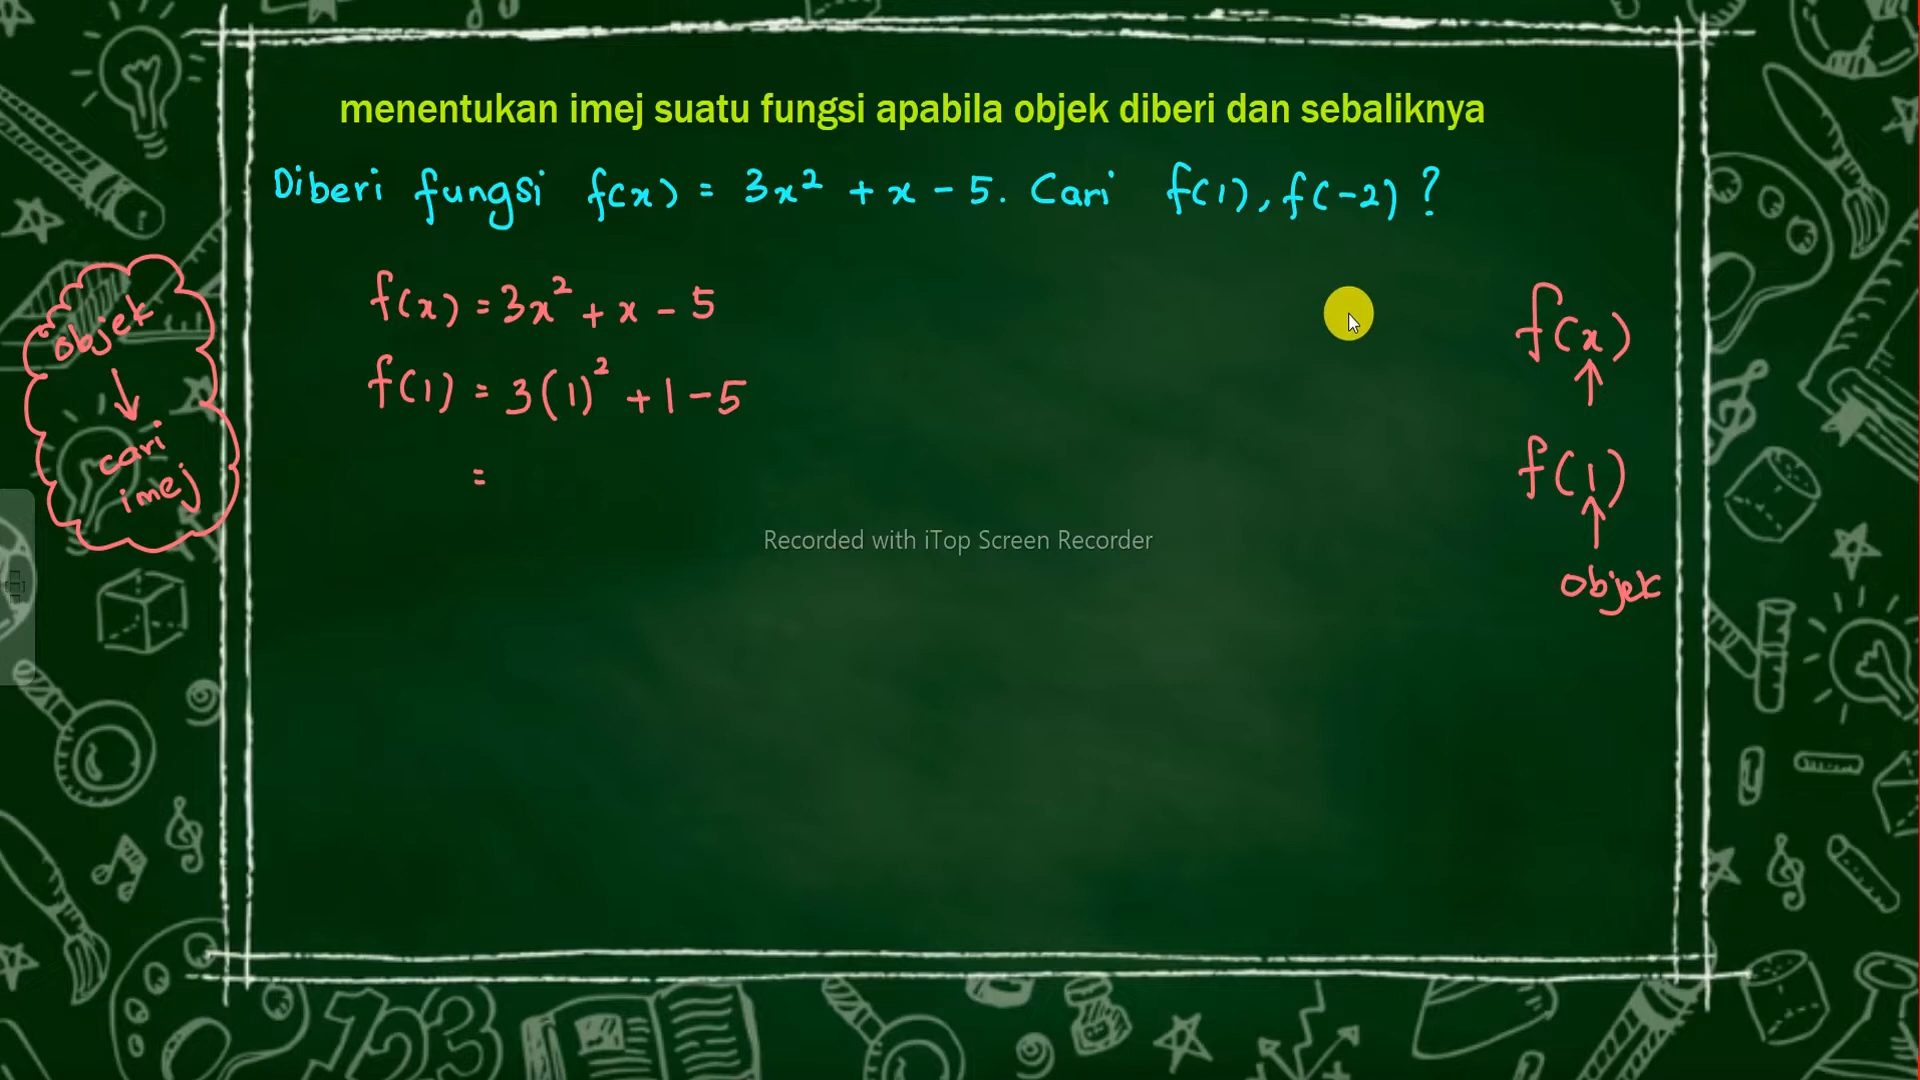 menentukan imej suatu fungsi apabila objek diberi dan sebaliknya
Diberi fungsi f(x) = 3x² + x - 5. Cari f(1), f(-2) ?
f(x) = 3x² + x - 5
f(1) = 3(1)² + 1 - 5
=
objek
↓
cari
imej
f(x)
↑
f(1)
↑
objek
Recorded with iTop Screen Recorder
123